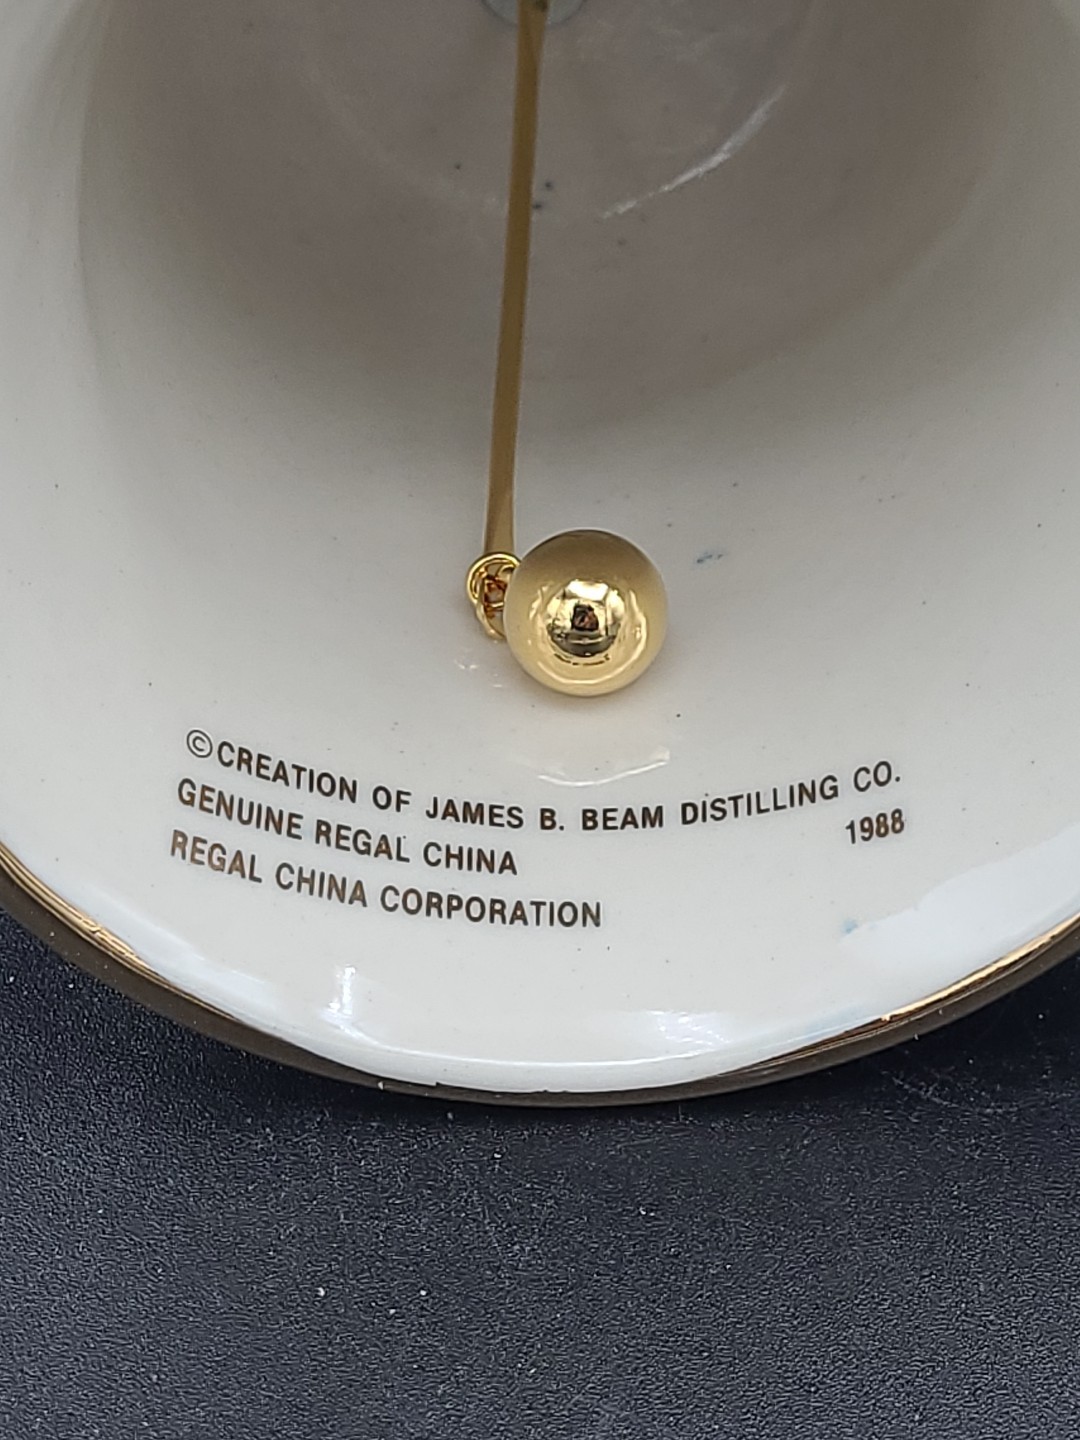 ©CREATION OF JAMES B. BEAM DISTILLING CO.
GENUINE REGAL CHINA 1988
REGAL CHINA CORPORATION